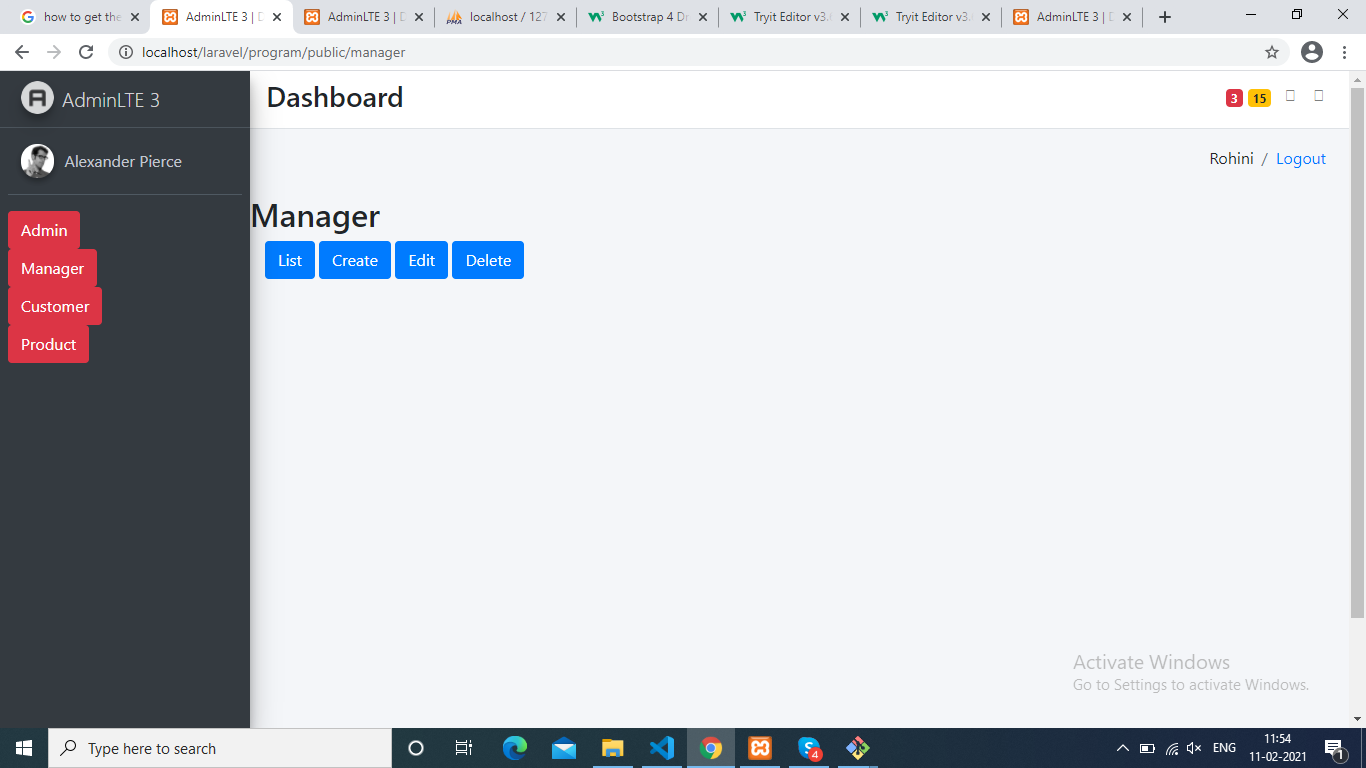 how to get the
AdminLTE 3 | D
AdminLTE 3 | D
localhost / 127
Bootstrap 4 Dr
Tryit Editor v3.
Tryit Editor v3.
AdminLTE 3 | D
localhost/laravel/program/public/manager
AdminLTE 3
Dashboard
3 15
Alexander Pierce
Rohini / Logout
Admin
Manager
Customer
Product
Manager
List Create Edit Delete
Activate Windows
Go to Settings to activate Windows.
Type here to search
4
ENG
11:54
11-02-2021
1